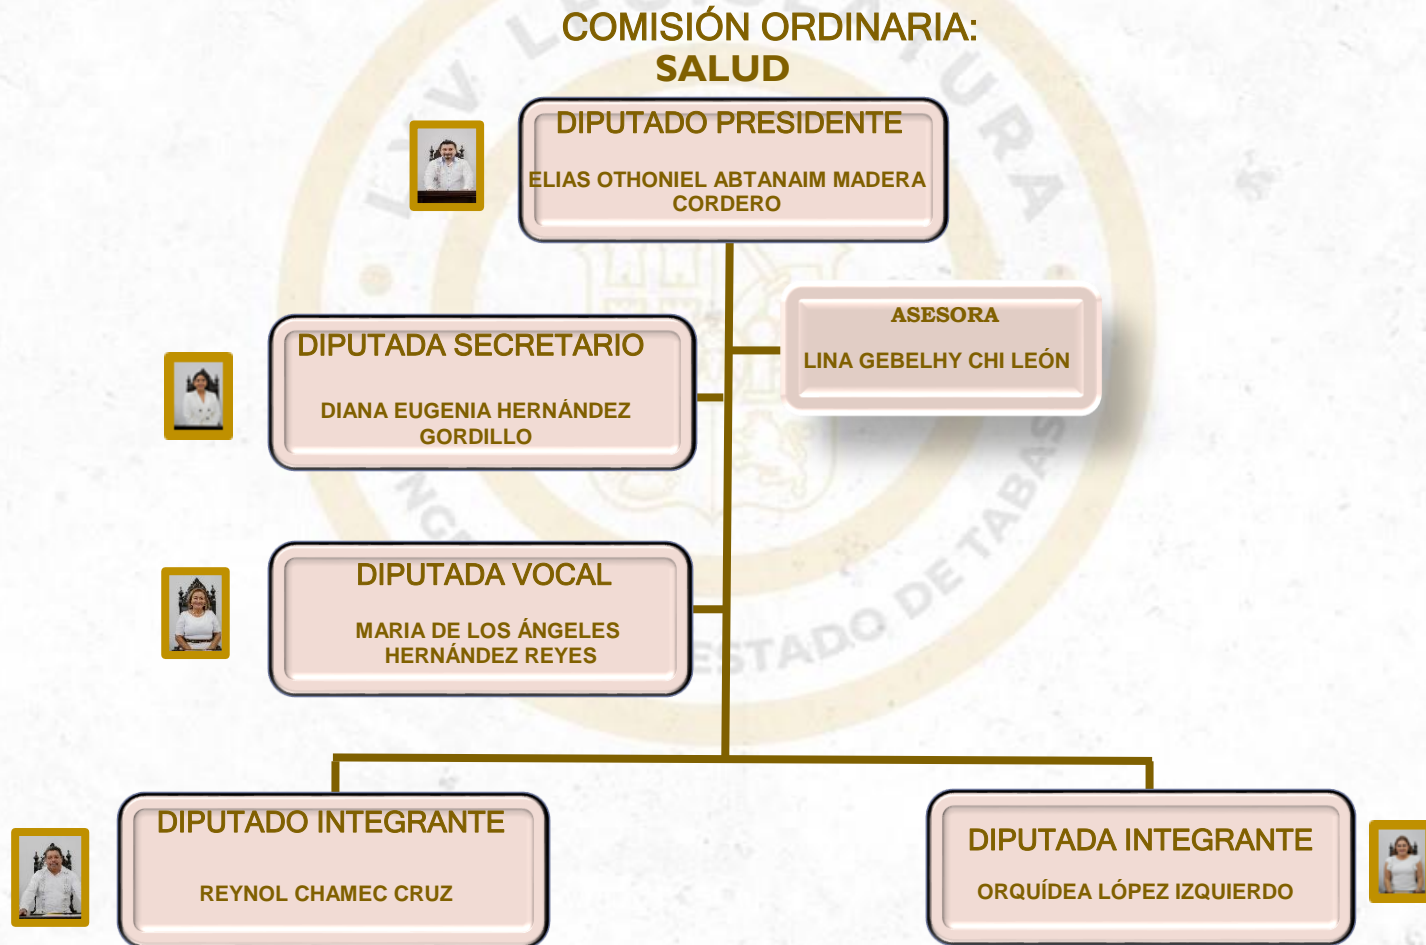 COMISIÓN ORDINARIA:
SALUD
DIPUTADO PRESIDENTE
ELIAS OTHONIEL ABTANAIM MADERA
CORDERO
ASESORA
LINA GEBELHY CHI LEÓN
DIPUTADA SECRETARIO
DIANA EUGENIA HERNÁNDEZ
GORDILLO
DIPUTADA VOCAL
MARIA DE LOS ÁNGELES
HERNÁNDEZ REYES
DIPUTADO INTEGRANTE
REYNOL CHAMEC CRUZ
DIPUTADA INTEGRANTE
ORQUÍDEA LÓPEZ IZQUIERDO
ESTADO DE